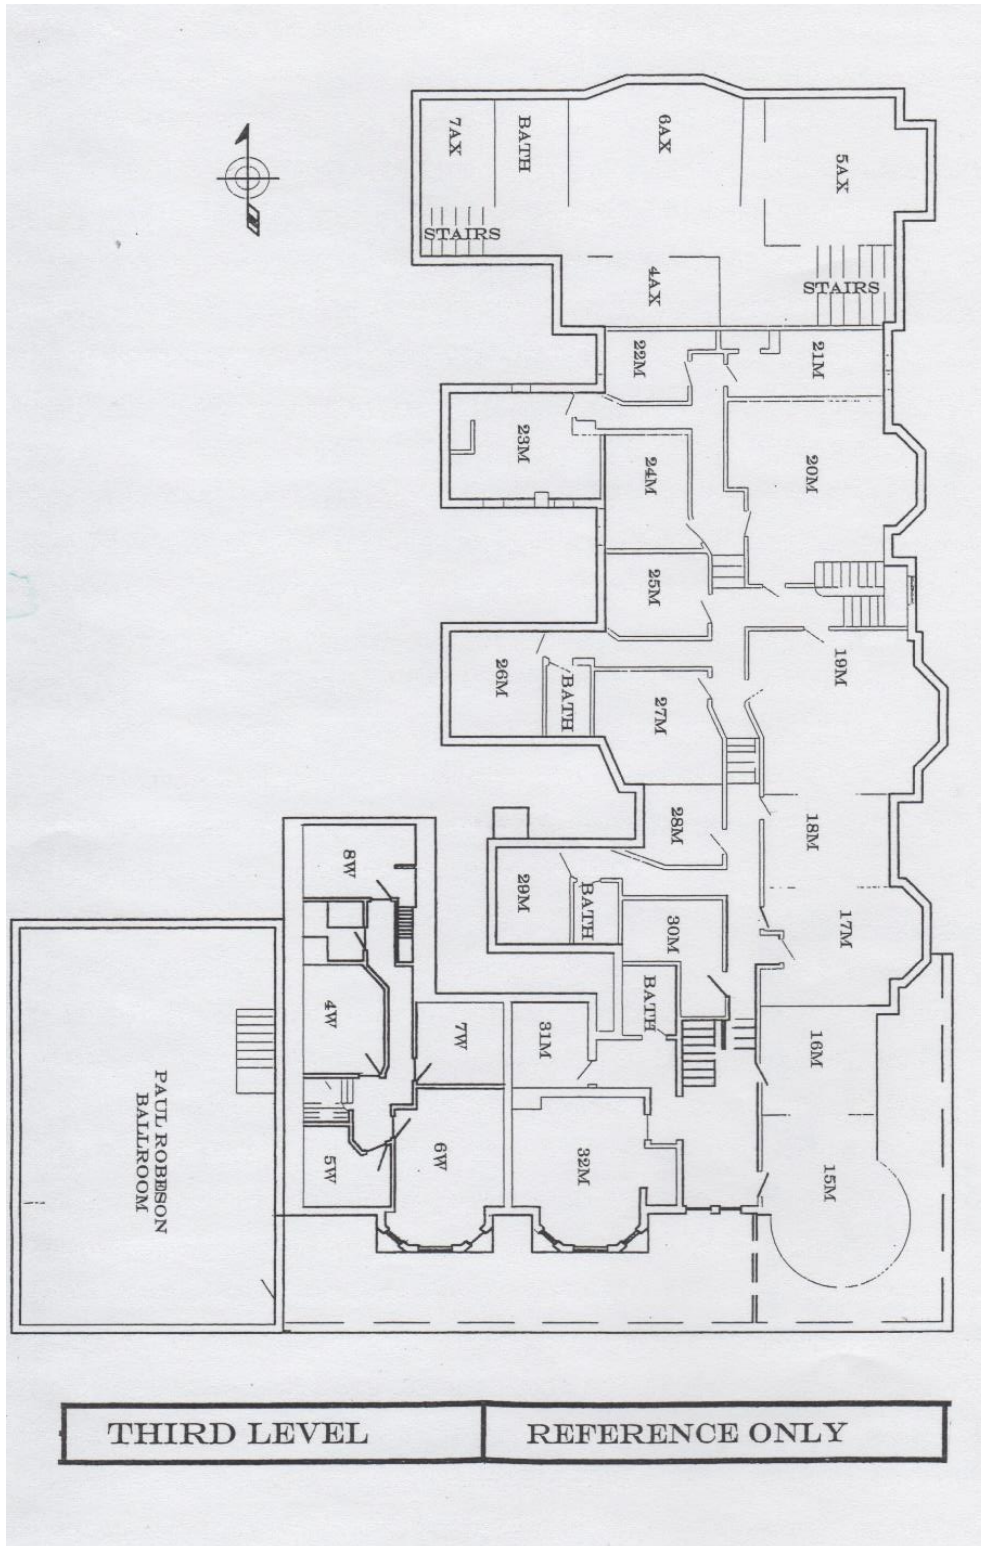 7AX
BATH
6AX
5AX
STAIRS
4AX
STAIRS
22M
21M
23M
24M
20M
25M
26M
BATH
27M
19M
28M
18M
8W
29M
BATH
30M
17M
4W
7W
31M
BATH
16M
5W
6W
32M
15M
PAUL ROBESON
BALLROOM
THIRD LEVEL
REFERENCE ONLY